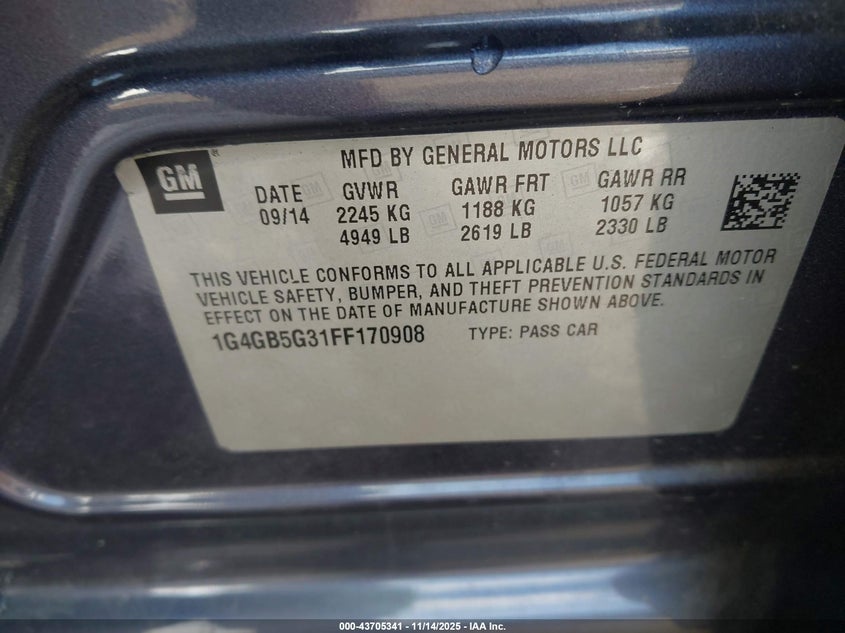 GM
MFD BY GENERAL MOTORS LLC
DATE GVWR GAWR FRT GAWR RR
09/14 2245 KG 1188 KG 1057 KG
4949 LB 2619 LB 2330 LB
THIS VEHICLE CONFORMS TO ALL APPLICABLE U.S. FEDERAL MOTOR
VEHICLE SAFETY, BUMPER, AND THEFT PREVENTION STANDARDS IN
EFFECT ON THE DATE OF MANUFACTURE SHOWN ABOVE.
1G4GB5G31FF170908 TYPE: PASS CAR
000-43705341 - 11/14/2025 - IAA Inc.